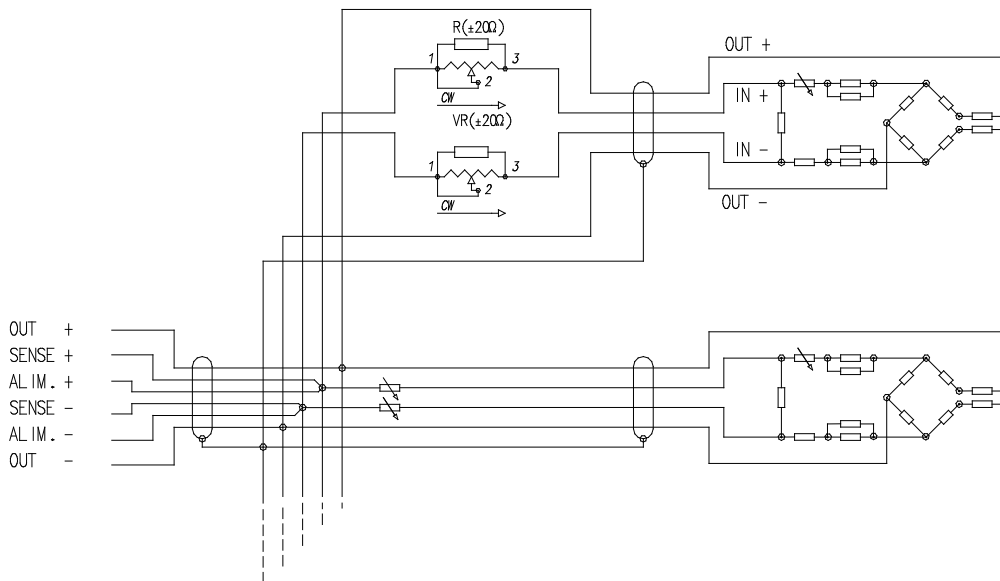 R(±20Ω)
1 3
2
CW
VR(±20Ω)
1 3
2
CW
OUT +
IN +
IN -
OUT -
OUT +
SENSE +
ALIM. +
SENSE -
ALIM. -
OUT -